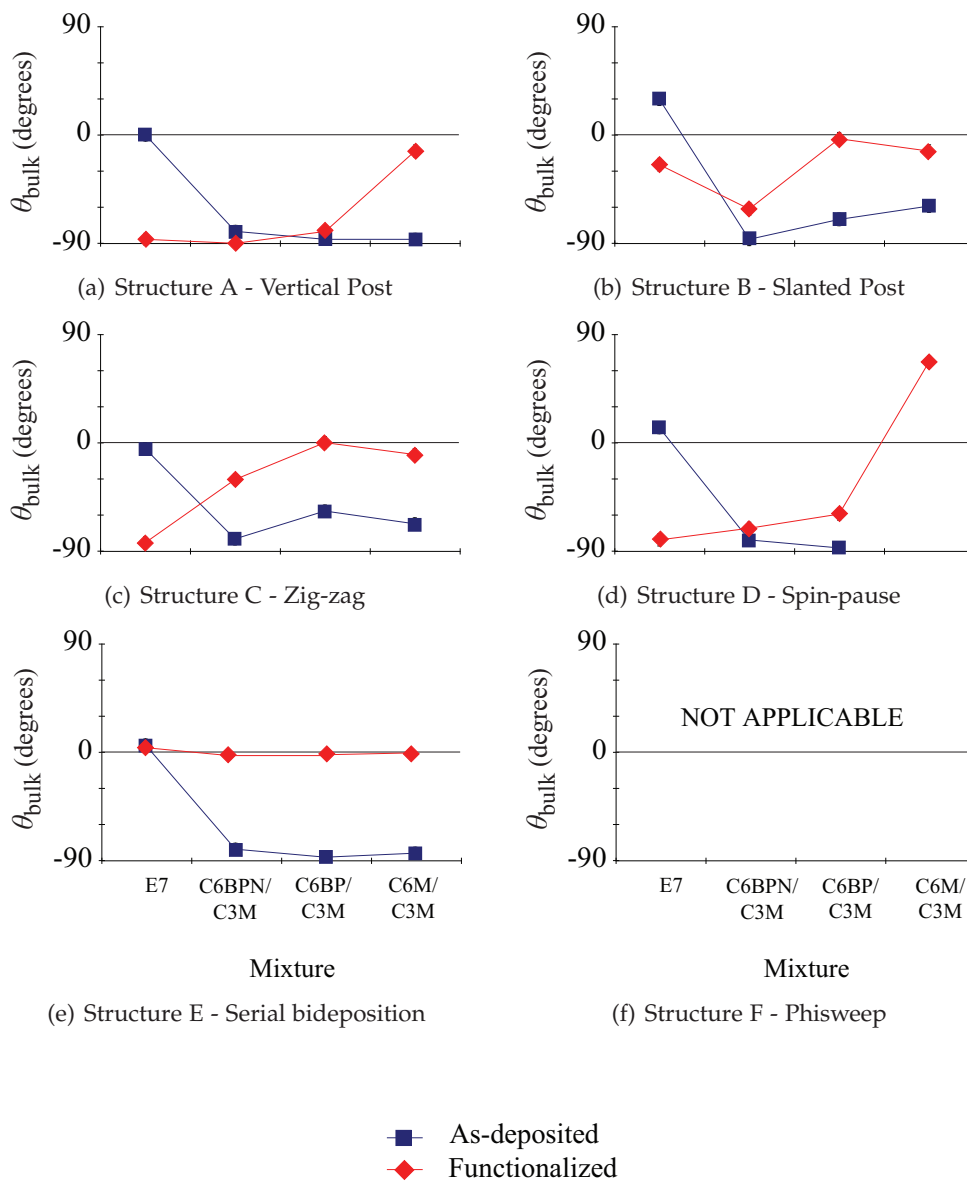 90
0
-90
θbulk (degrees)
(a) Structure A - Vertical Post
90
0
-90
θbulk (degrees)
(b) Structure B - Slanted Post
90
0
-90
θbulk (degrees)
(c) Structure C - Zig-zag
90
0
-90
θbulk (degrees)
(d) Structure D - Spin-pause
90
0
-90
θbulk (degrees)
E7
C6BPN/
C3M
C6BP/
C3M
C6M/
C3M
Mixture
(e) Structure E - Serial bideposition
90
0
-90
θbulk (degrees)
NOT APPLICABLE
E7
C6BPN/
C3M
C6BP/
C3M
C6M/
C3M
Mixture
(f) Structure F - Phisweep
As-deposited
Functionalized